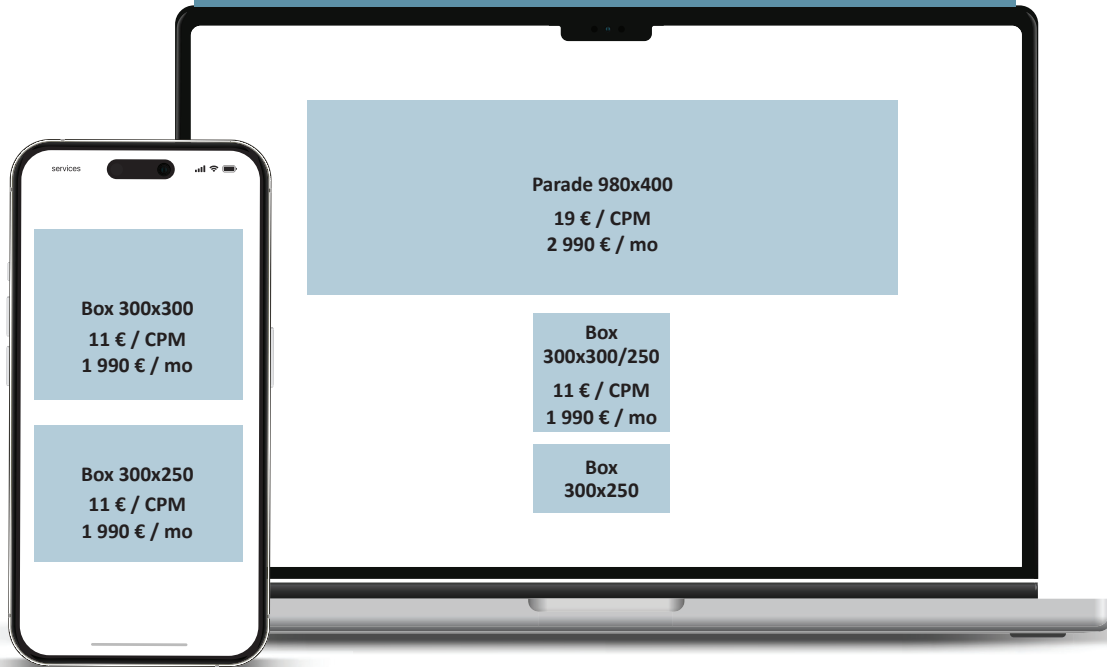 services
Box 300x300
11 € / CPM
1 990 € / mo
Box 300x250
11 € / CPM
1 990 € / mo
Parade 980x400
19 € / CPM
2 990 € / mo
Box
300x300/250
11 € / CPM
1 990 € / mo
Box
300x250